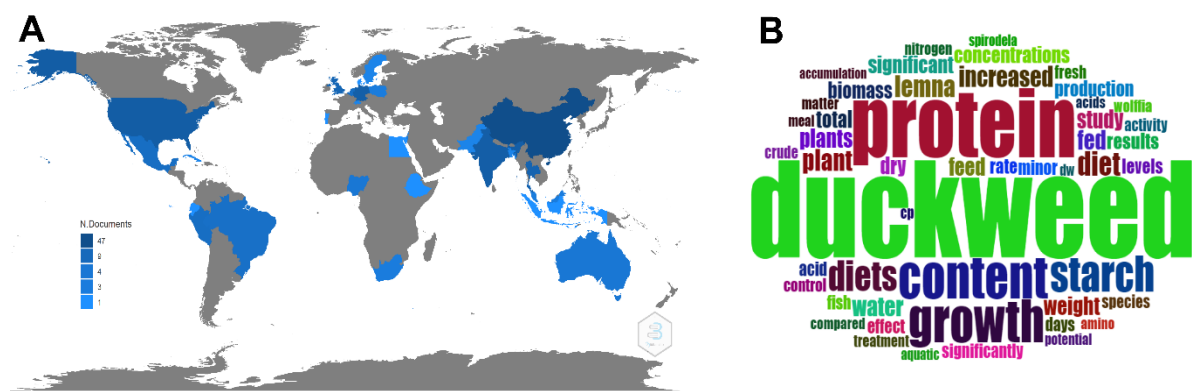 A
N.Documents
47
9
4
3
1
B
spirodela
nitrogen concentrations
significant
accumulation lemna increased fresh
biomass production
matter protein acids wolffia
meal total study activity
plants fed results
crude plant dry feed rate minor dw diet levels
duckweed
cp
acid diets content starch
control
fish water growth weight species
compared effect days amino
treatment potential
aquatic significantly